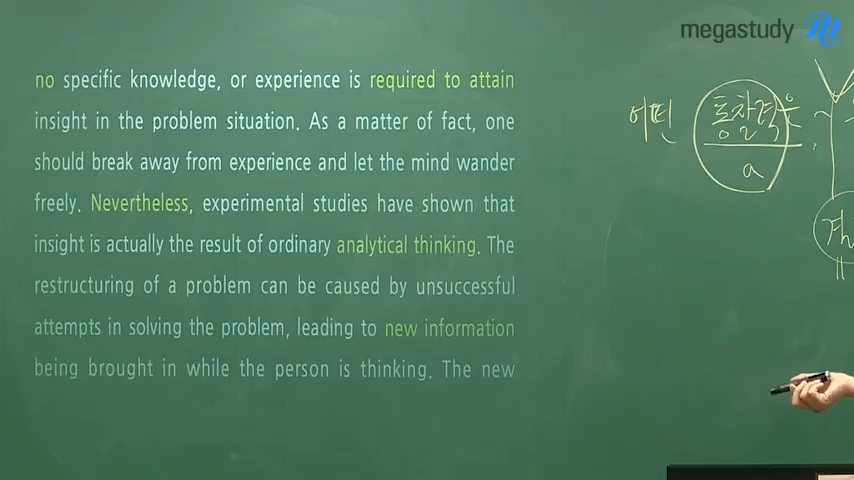 megastudy
no specific knowledge, or experience is required to attain
insight in the problem situation. As a matter of fact, one
should break away from experience and let the mind wander
freely. Nevertheless, experimental studies have shown that
insight is actually the result of ordinary analytical thinking. The
restructuring of a problem can be caused by unsuccessful
attempts in solving the problem, leading to new information
being brought in while the person is thinking. The new
어떤 통찰력을 ~
a